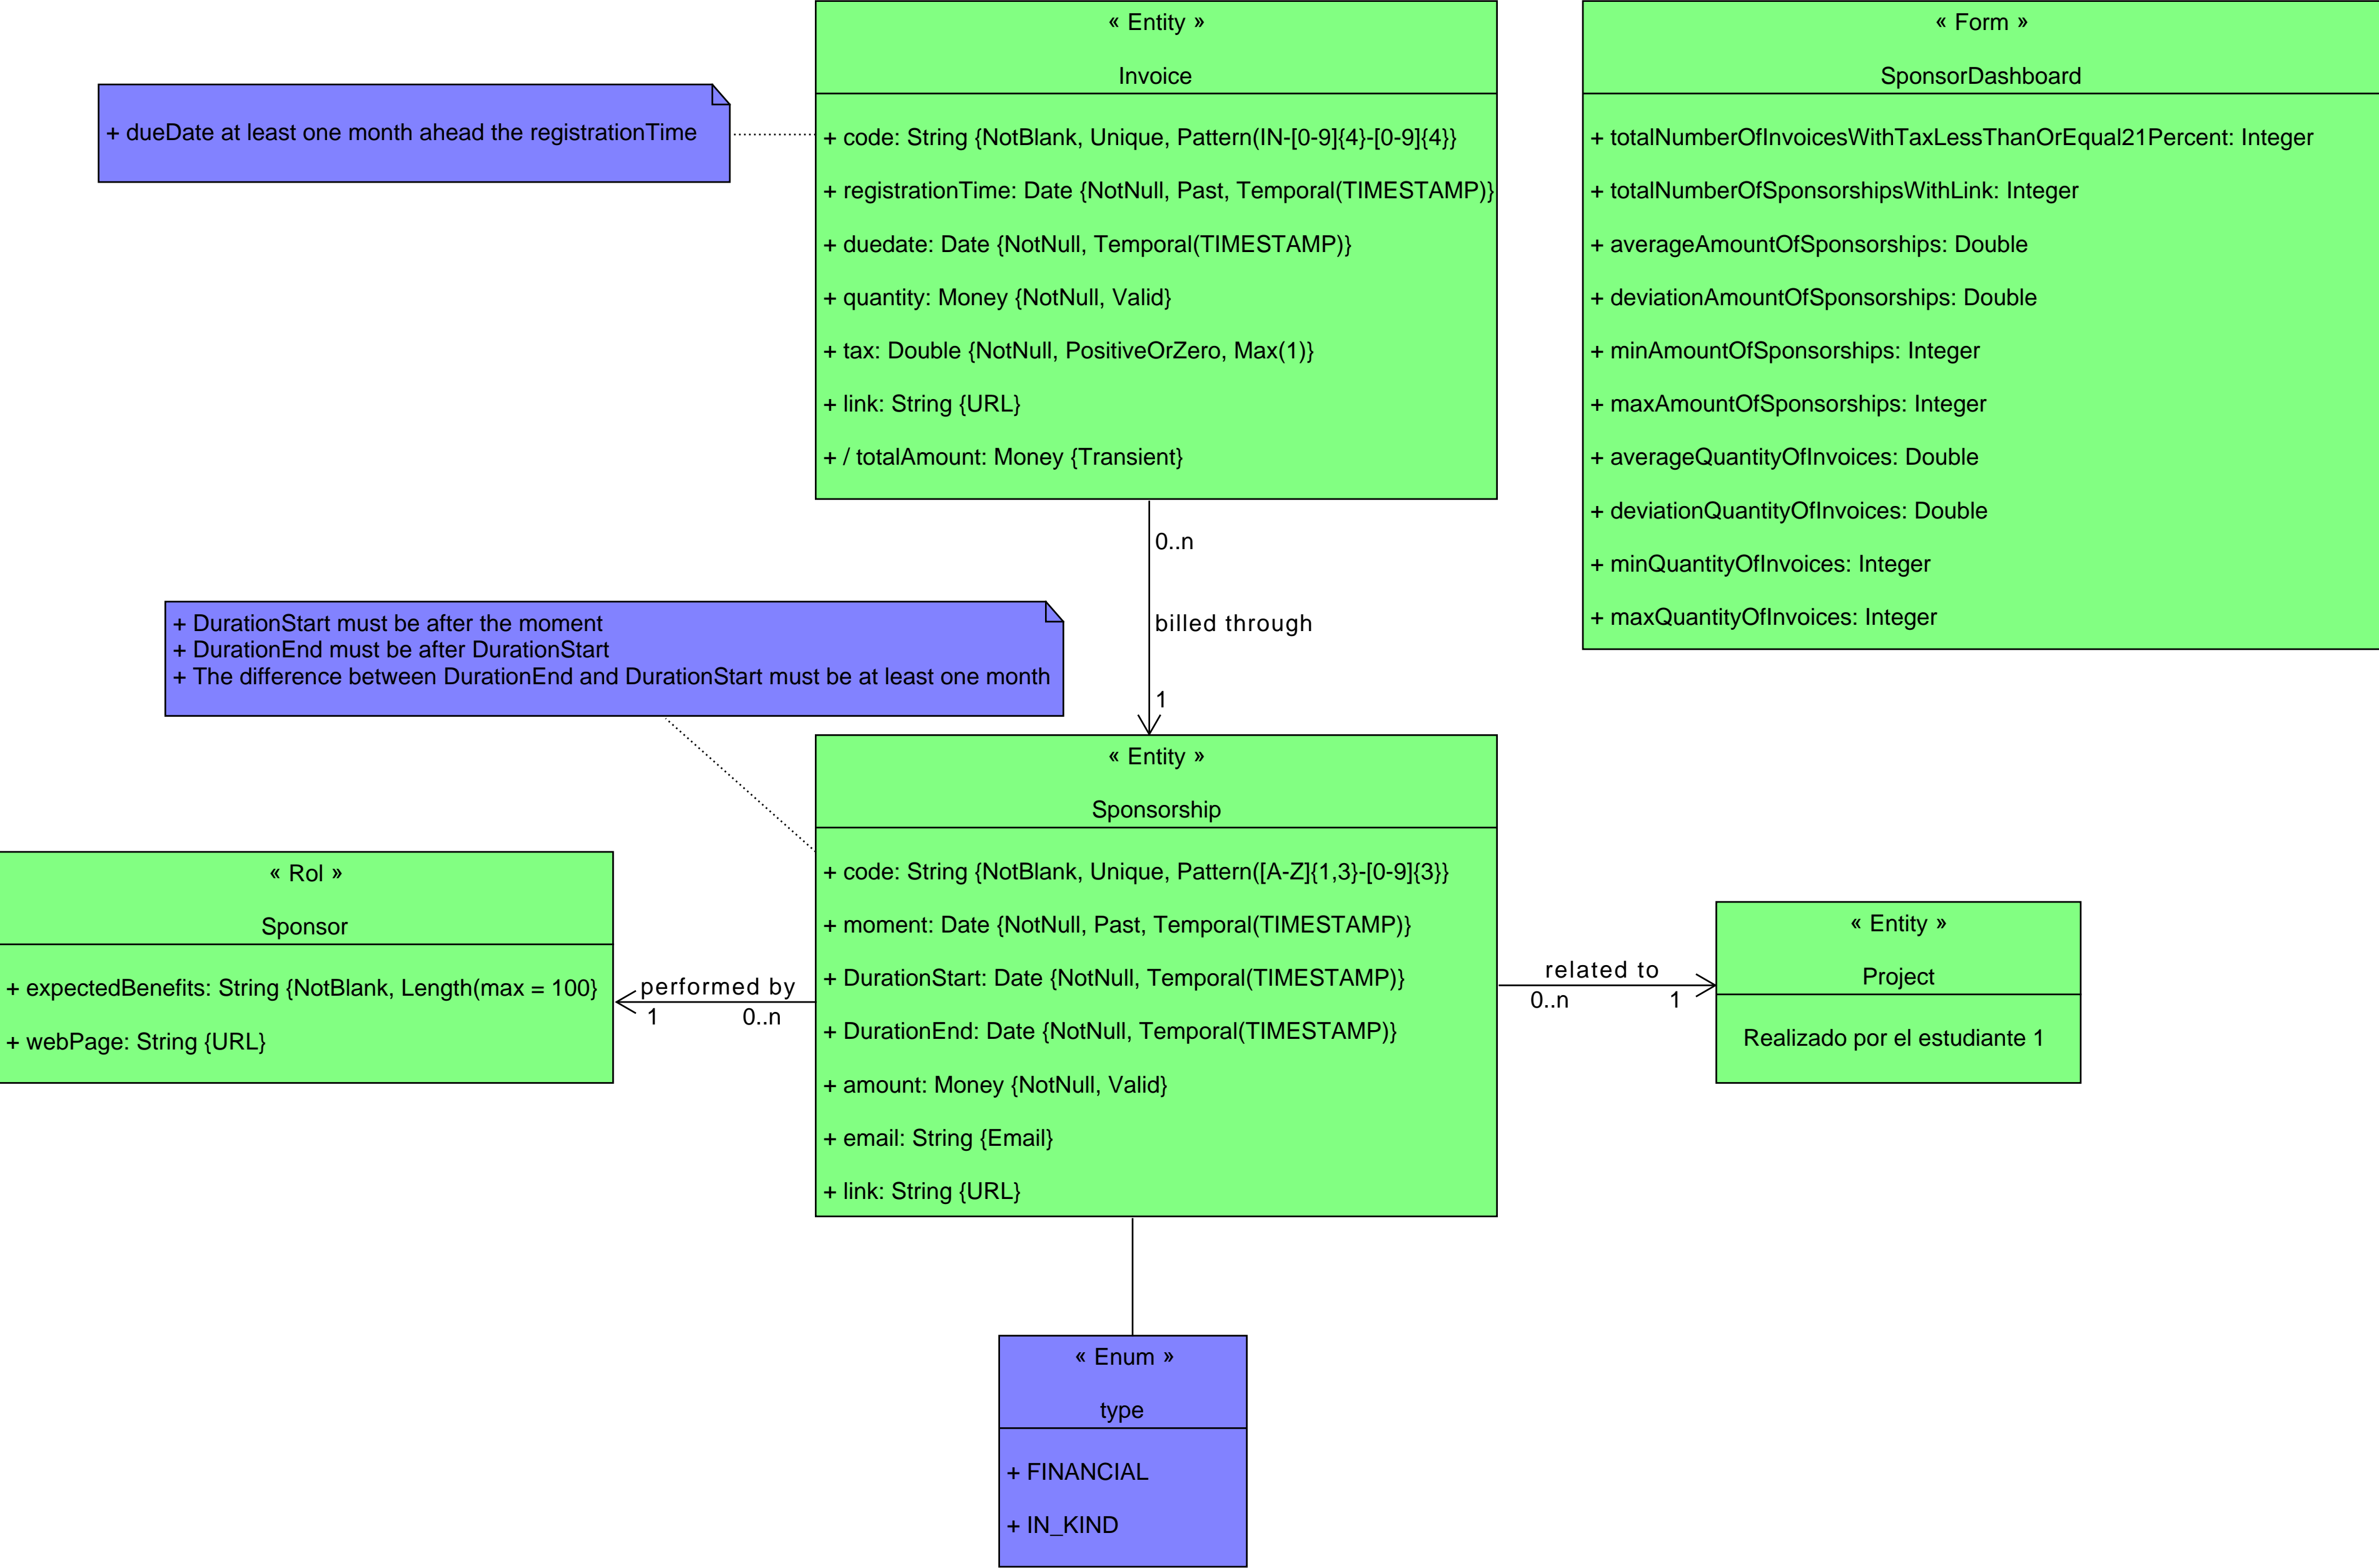 « Entity »
Invoice
+ code: String {NotBlank, Unique, Pattern(IN-[0-9]{4}-[0-9]{4}}
+ registrationTime: Date {NotNull, Past, Temporal(TIMESTAMP)}
+ duedate: Date {NotNull, Temporal(TIMESTAMP)}
+ quantity: Money {NotNull, Valid}
+ tax: Double {NotNull, PositiveOrZero, Max(1)}
+ link: String {URL}
+ / totalAmount: Money {Transient}
« Form »
SponsorDashboard
+ totalNumberOfInvoicesWithTaxLessThanOrEqual21Percent: Integer
+ totalNumberOfSponsorshipsWithLink: Integer
+ averageAmountOfSponsorships: Double
+ deviationAmountOfSponsorships: Double
+ minAmountOfSponsorships: Integer
+ maxAmountOfSponsorships: Integer
+ averageQuantityOfInvoices: Double
+ deviationQuantityOfInvoices: Double
+ minQuantityOfInvoices: Integer
+ maxQuantityOfInvoices: Integer
+ dueDate at least one month ahead the registrationTime
0..n
billed through
1
+ DurationStart must be after the moment
+ DurationEnd must be after DurationStart
+ The difference between DurationEnd and DurationStart must be at least one month
« Entity »
Sponsorship
+ code: String {NotBlank, Unique, Pattern([A-Z]{1,3}-[0-9]{3}}
+ moment: Date {NotNull, Past, Temporal(TIMESTAMP)}
+ DurationStart: Date {NotNull, Temporal(TIMESTAMP)}
+ DurationEnd: Date {NotNull, Temporal(TIMESTAMP)}
+ amount: Money {NotNull, Valid}
+ email: String {Email}
+ link: String {URL}
« Rol »
Sponsor
+ expectedBenefits: String {NotBlank, Length(max = 100}
+ webPage: String {URL}
performed by
1
0..n
related to
0..n
1
« Entity »
Project
Realizado por el estudiante 1
« Enum »
type
+ FINANCIAL
+ IN_KIND